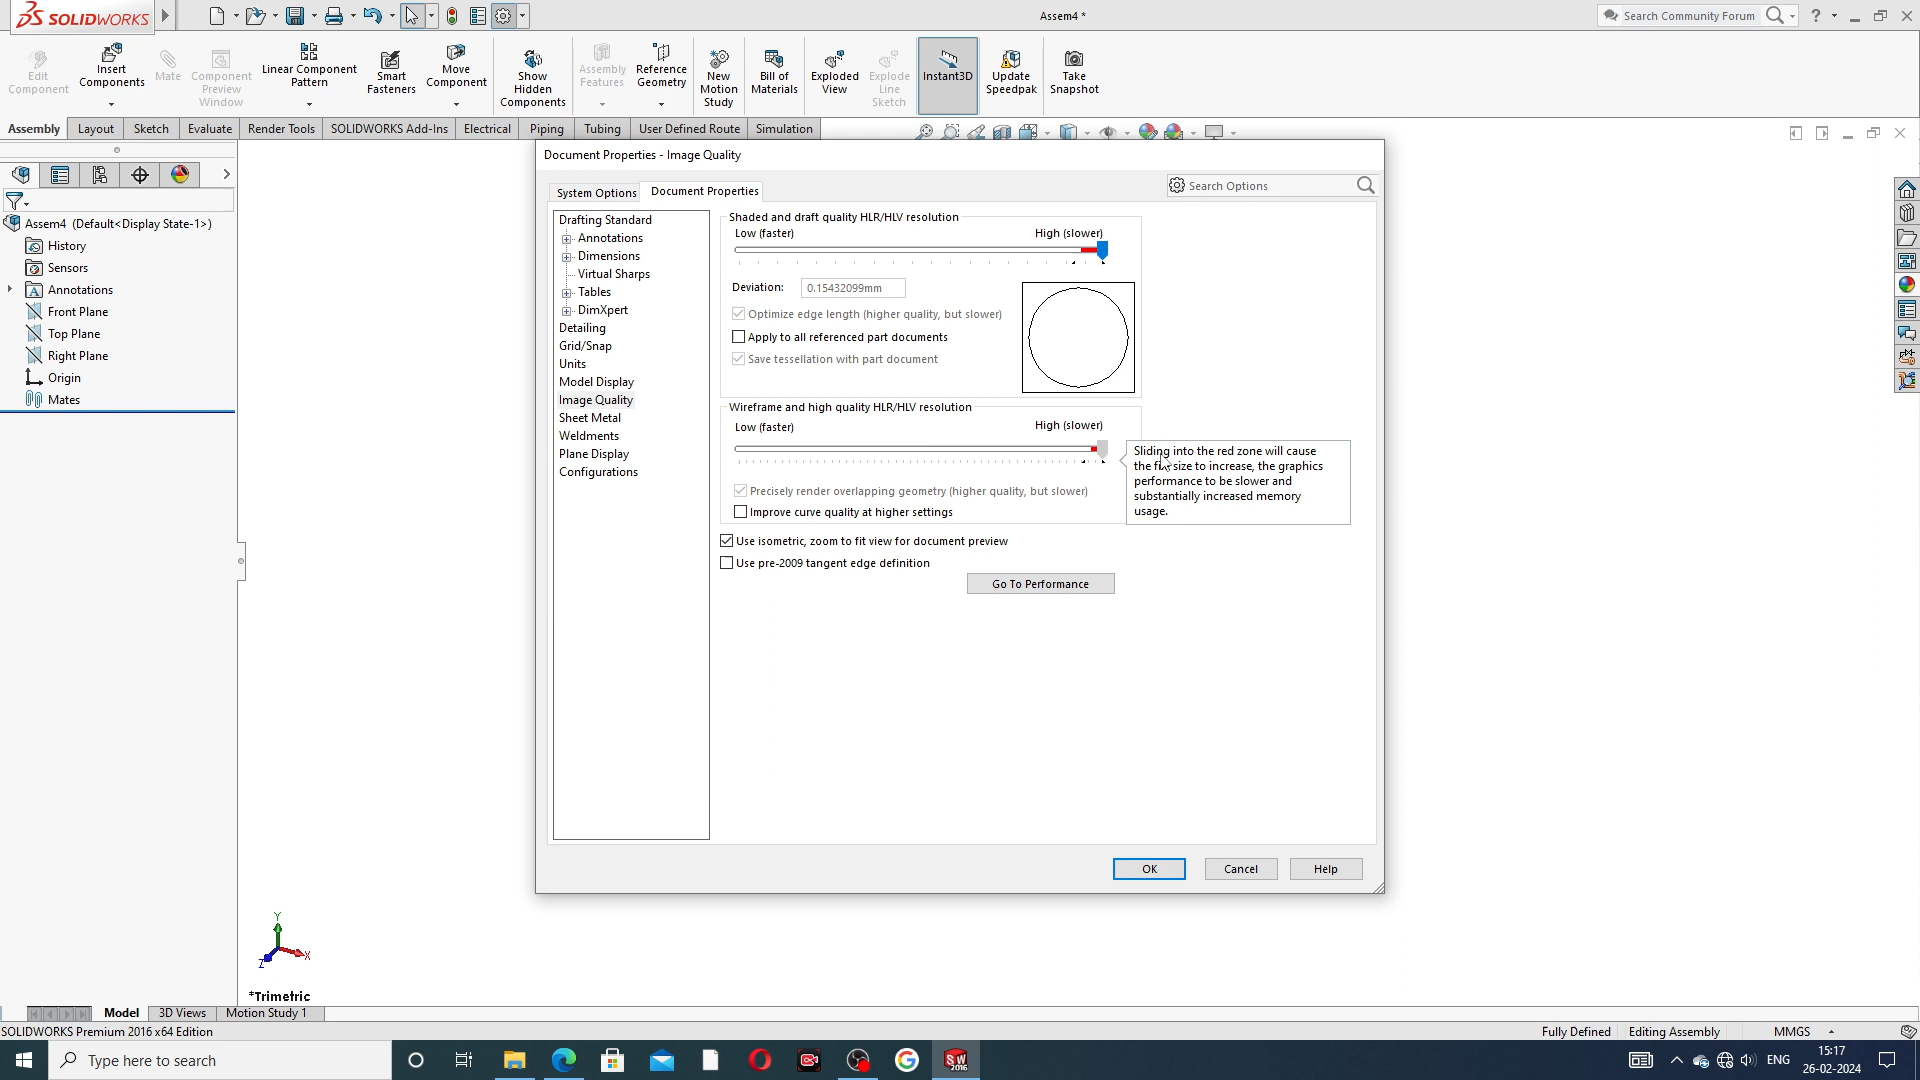 SOLIDWORKS
Assem4 *
Search Community Forum
Edit Component
Insert Components
Mate
Component Preview Window
Linear Component Pattern
Smart Fasteners
Move Component
Show Hidden Components
Assembly Features
Reference Geometry
New Motion Study
Bill of Materials
Exploded View
Explode Line Sketch
Instant3D
Update Speedpak
Take Snapshot
Assembly Layout Sketch Evaluate Render Tools SOLIDWORKS Add-Ins Electrical Piping Tubing User Defined Route Simulation
Assem4 (Default<Display State-1>)
History
Sensors
Annotations
Front Plane
Top Plane
Right Plane
Origin
Mates
Document Properties - Image Quality
System Options Document Properties
Search Options
Drafting Standard
Annotations
Dimensions
Virtual Sharps
Tables
DimXpert
Detailing
Grid/Snap
Units
Model Display
Image Quality
Sheet Metal
Weldments
Plane Display
Configurations
Shaded and draft quality HLR/HLV resolution
Low (faster) High (slower)
Deviation: 0.15432099mm
Optimize edge length (higher quality, but slower)
Apply to all referenced part documents
Save tessellation with part document
Wireframe and high quality HLR/HLV resolution
Low (faster) High (slower)
Precisely render overlapping geometry (higher quality, but slower)
Improve curve quality at higher settings
Sliding into the red zone will cause
the size to increase, the graphics
performance to be slower and
substantially increased memory
usage.
Use isometric, zoom to fit view for document preview
Use pre-2009 tangent edge definition
Go To Performance
OK Cancel Help
Y
X
Z
*Trimetric
Model 3D Views Motion Study 1
SOLIDWORKS Premium 2016 x64 Edition
Fully Defined Editing Assembly MMGS
Type here to search
SW 2016
ENG
15:17
26-02-2024